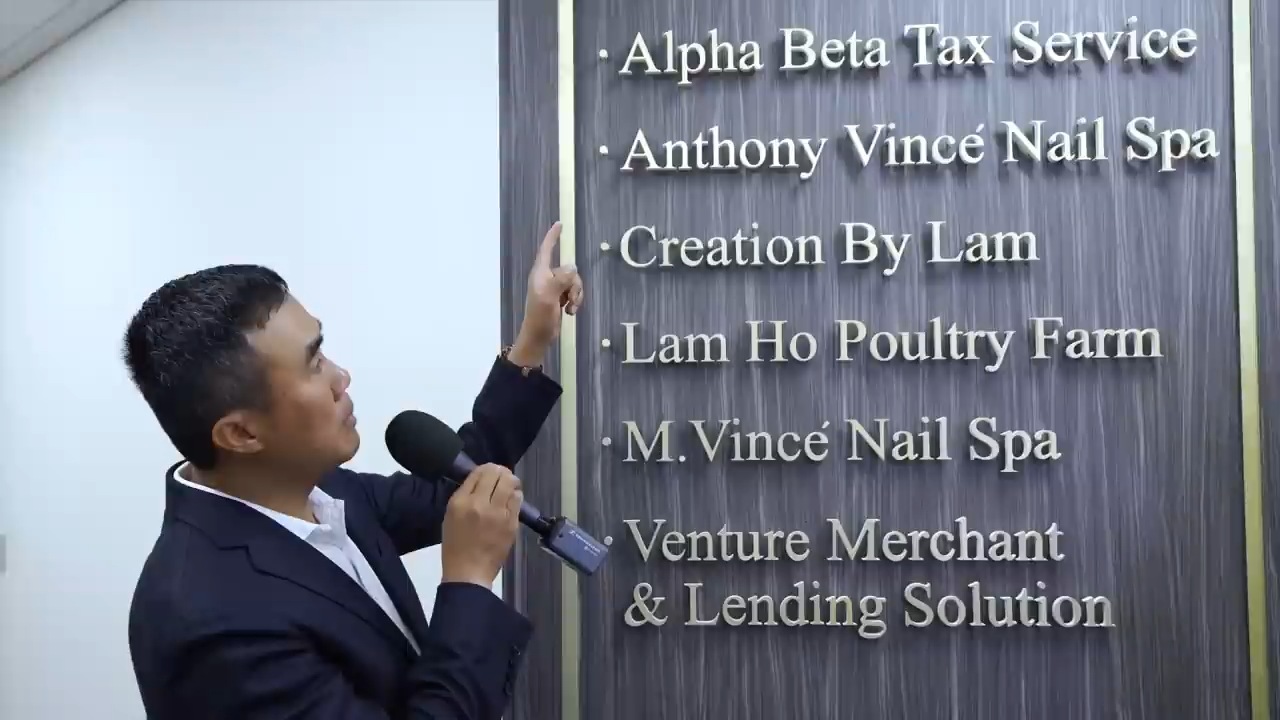 · Alpha Beta Tax Service
· Anthony Vincé Nail Spa
· Creation By Lam
· Lam Ho Poultry Farm
· M.Vincé Nail Spa
· Venture Merchant
& Lending Solution